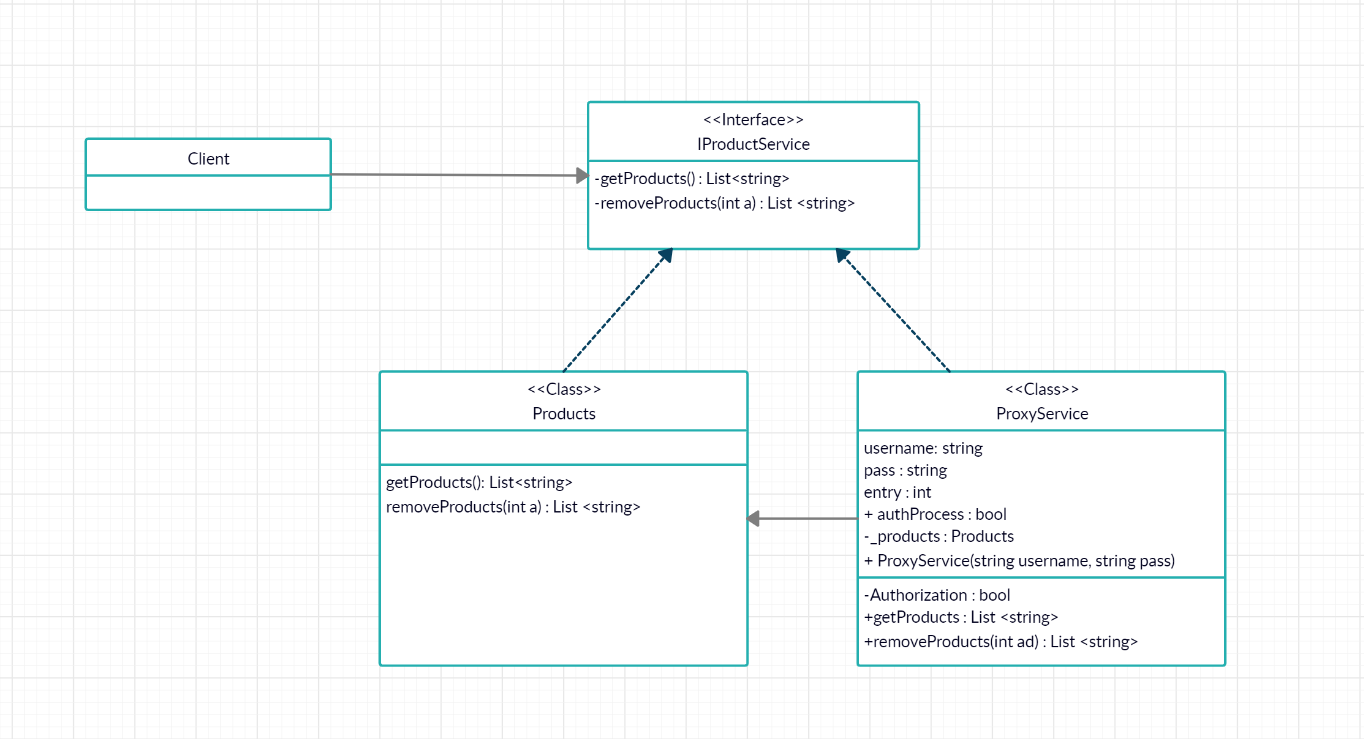 Client
<<Interface>>
IProductService
-getProducts() : List<string>
-removeProducts(int a) : List <string>
<<Class>>
Products
getProducts(): List<string>
removeProducts(int a) : List <string>
<<Class>>
ProxyService
username: string
pass : string
entry : int
+ authProcess : bool
-_products : Products
+ ProxyService(string username, string pass)
-Authorization : bool
+getProducts : List <string>
+removeProducts(int ad) : List <string>